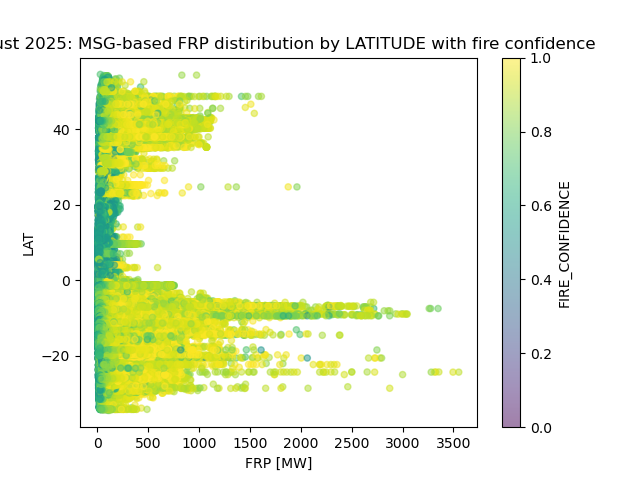 ust 2025: MSG-based FRP distiribution by LATITUDE with fire confidence
1.0
0.8
0.6
0.4
0.2
0.0
FIRE_CONFIDENCE
40
20
0
−20
LAT
0 500 1000 1500 2000 2500 3000 3500
FRP [MW]